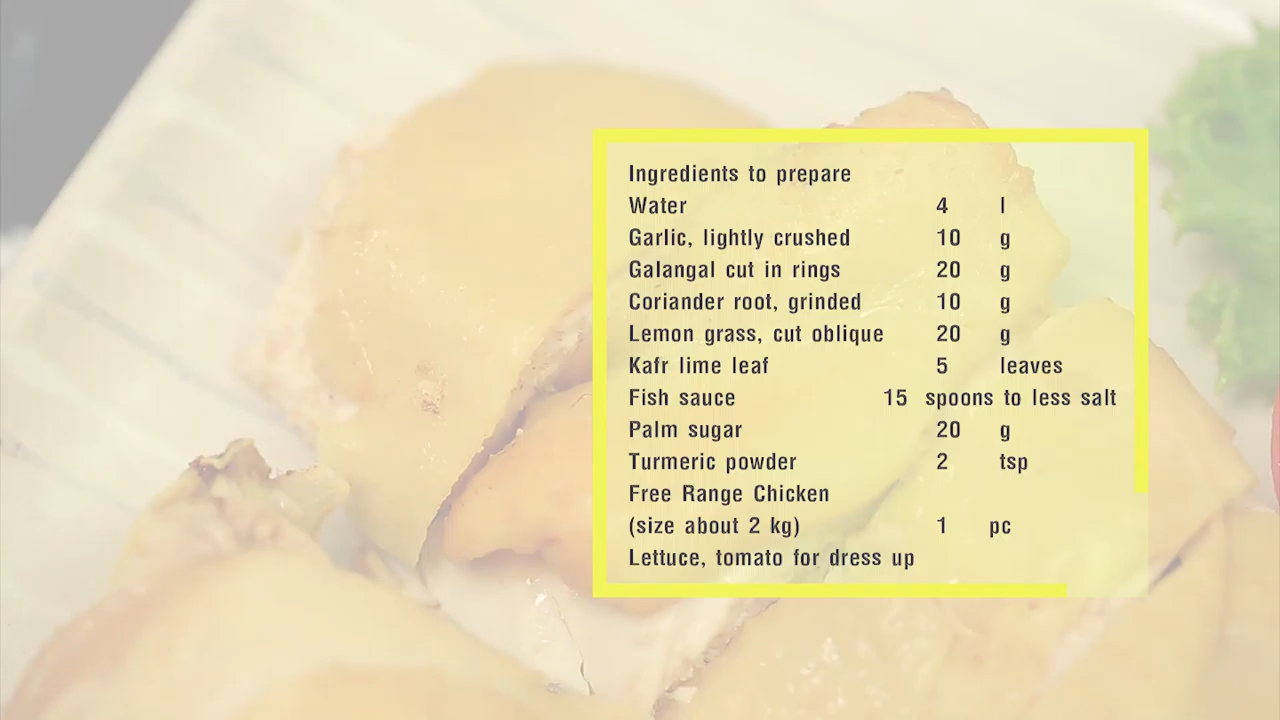 Ingredients to prepare
Water 4 l
Garlic, lightly crushed 10 g
Galangal cut in rings 20 g
Coriander root, grinded 10 g
Lemon grass, cut oblique 20 g
Kafr lime leaf 5 leaves
Fish sauce 15 spoons to less salt
Palm sugar 20 g
Turmeric powder 2 tsp
Free Range Chicken
(size about 2 kg) 1 pc
Lettuce, tomato for dress up